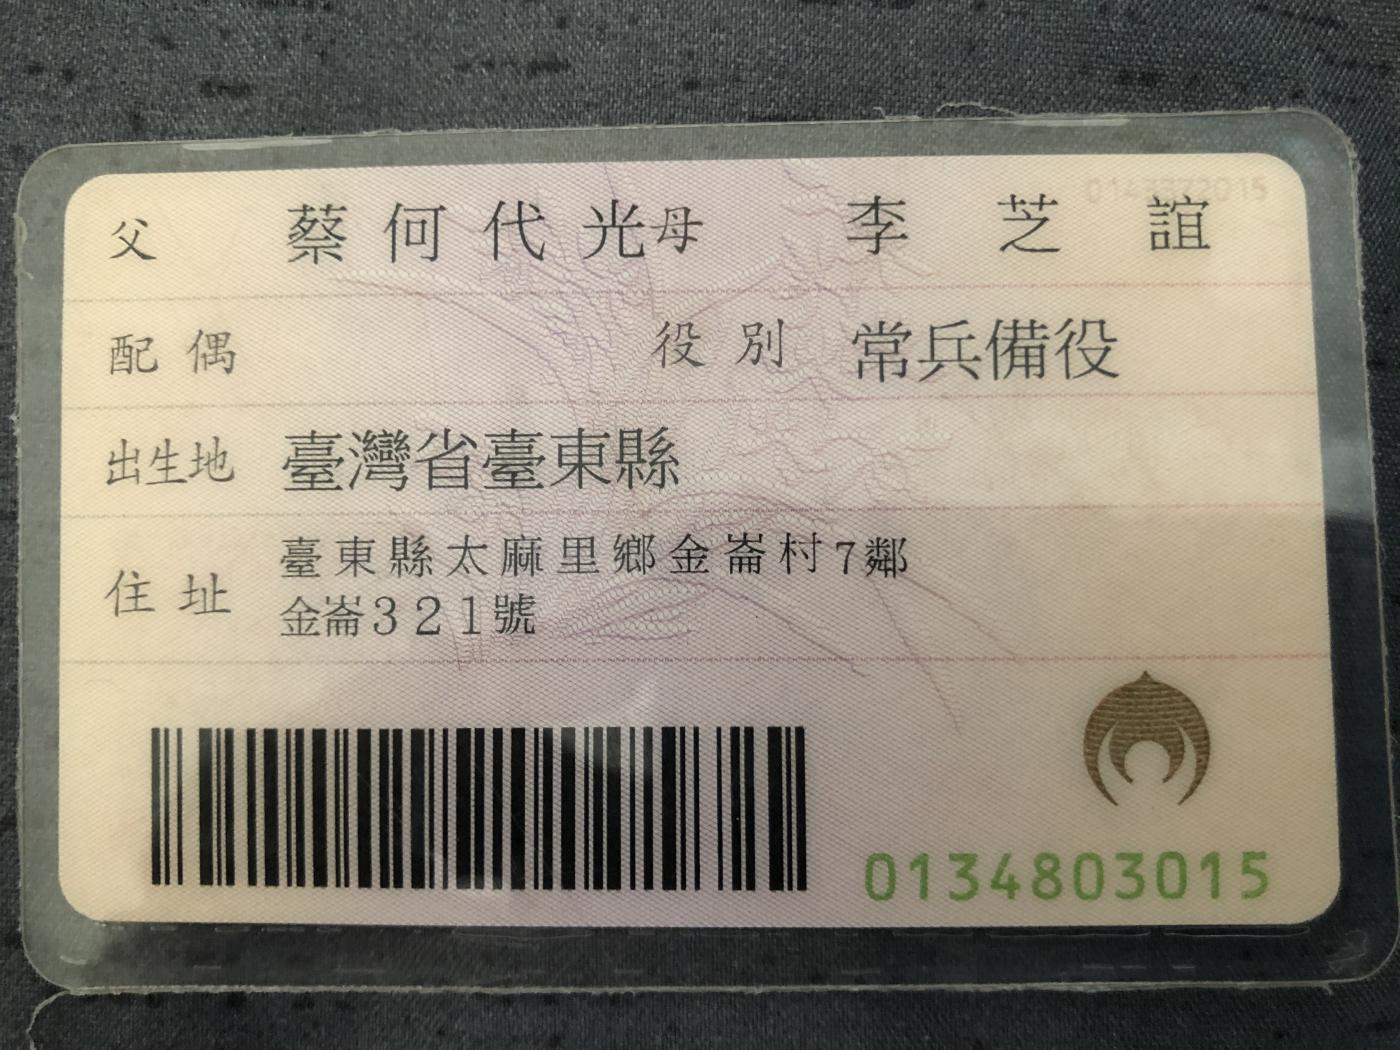 父 蔡何代光 母 李芝誼
配偶 役別 常兵備役
出生地 臺灣省臺東縣
住址 臺東縣太麻里鄉金崙村7鄰
金崙321號
0134803015